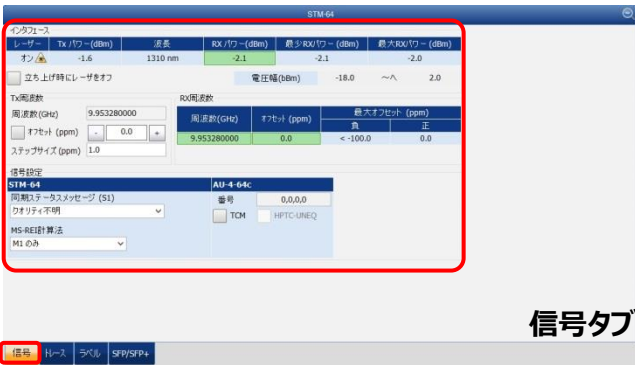 STM-64
インタフェース
レーザー Tx パワー(dBm) 波長 RX パワー(dBm) 最少RXパワー (dBm) 最大RXパワー (dBm)
オン -1.6 1310 nm -2.1 -2.1 -2.0
立ち上げ時にレーザをオフ 電圧幅(bBm) -18.0 ～へ 2.0
Tx周波数 RX周波数
周波数(GHz) 9.953280000 周波数(GHz) オフセット (ppm) 最大オフセット (ppm)
負 正
オフセット (ppm) - 0.0 + 9.953280000 0.0 < -100.0 0.0
ステップサイズ(ppm) 1.0
信号設定
STM-64 AU-4-64c
同期ステータスメッセージ (S1) 番号 0,0,0,0
クオリティ不明 TCM HPTC-UNEQ
MS-REI計算法
M1 のみ
信号タブ
信号 トレース ラベル SFP/SFP+